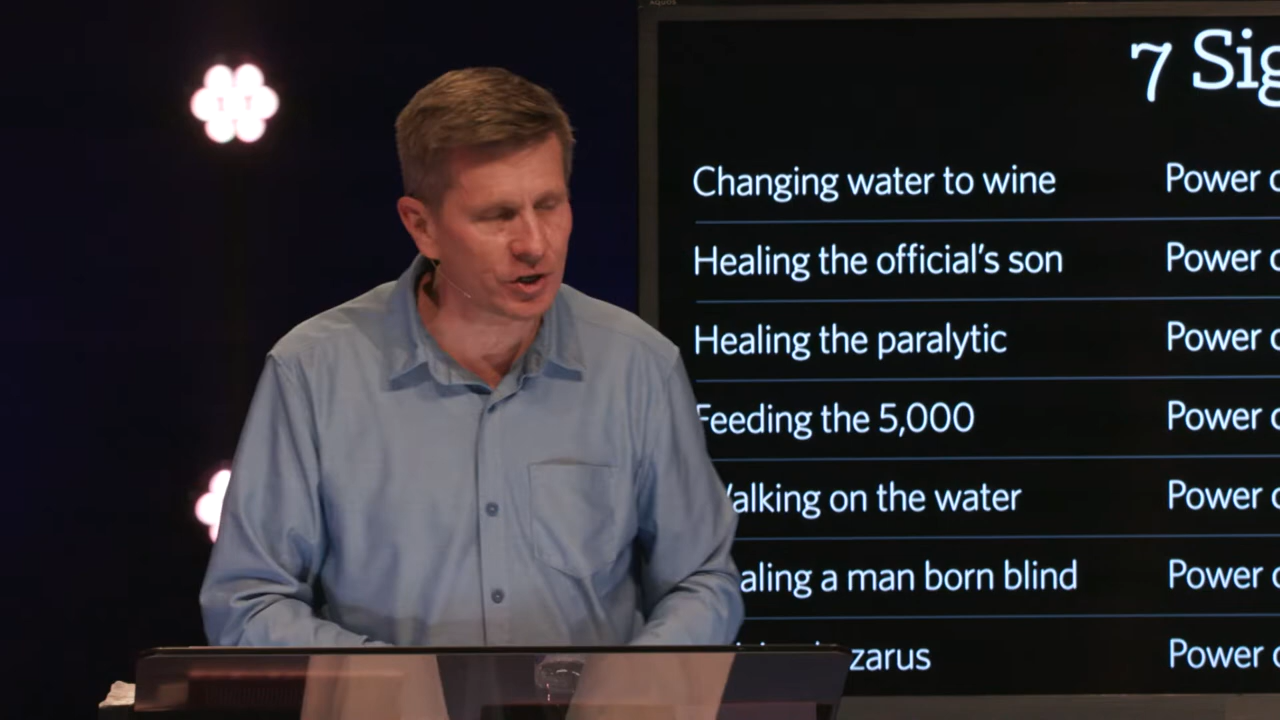 7 Sig
Changing water to wine Power
Healing the official's son Power
Healing the paralytic Power
Feeding the 5,000 Power
Walking on the water Power
aling a man born blind Power
zarus Power